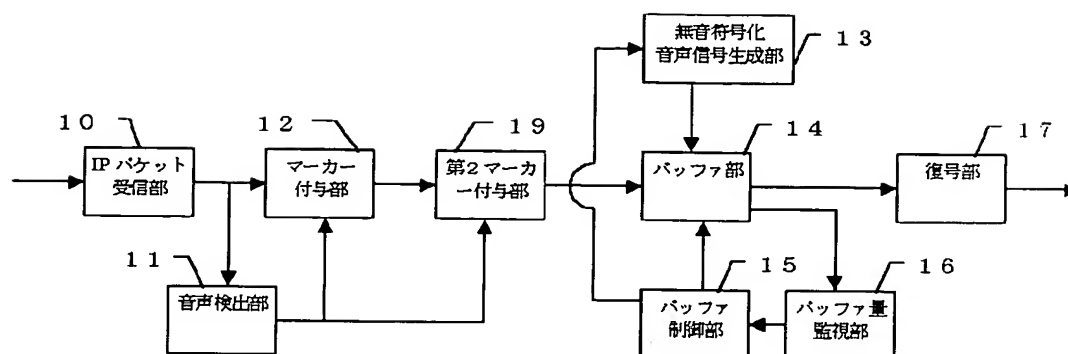 無音符号化
音声信号生成部
１３
１０
１２
１９
１４
１７
IP パケット
受信部
マーカー
付与部
第2 マーカ
ー付与部
バッファ部
復号部
１１
音声検出部
１５
１６
バッファ
制御部
バッファ量
監視部